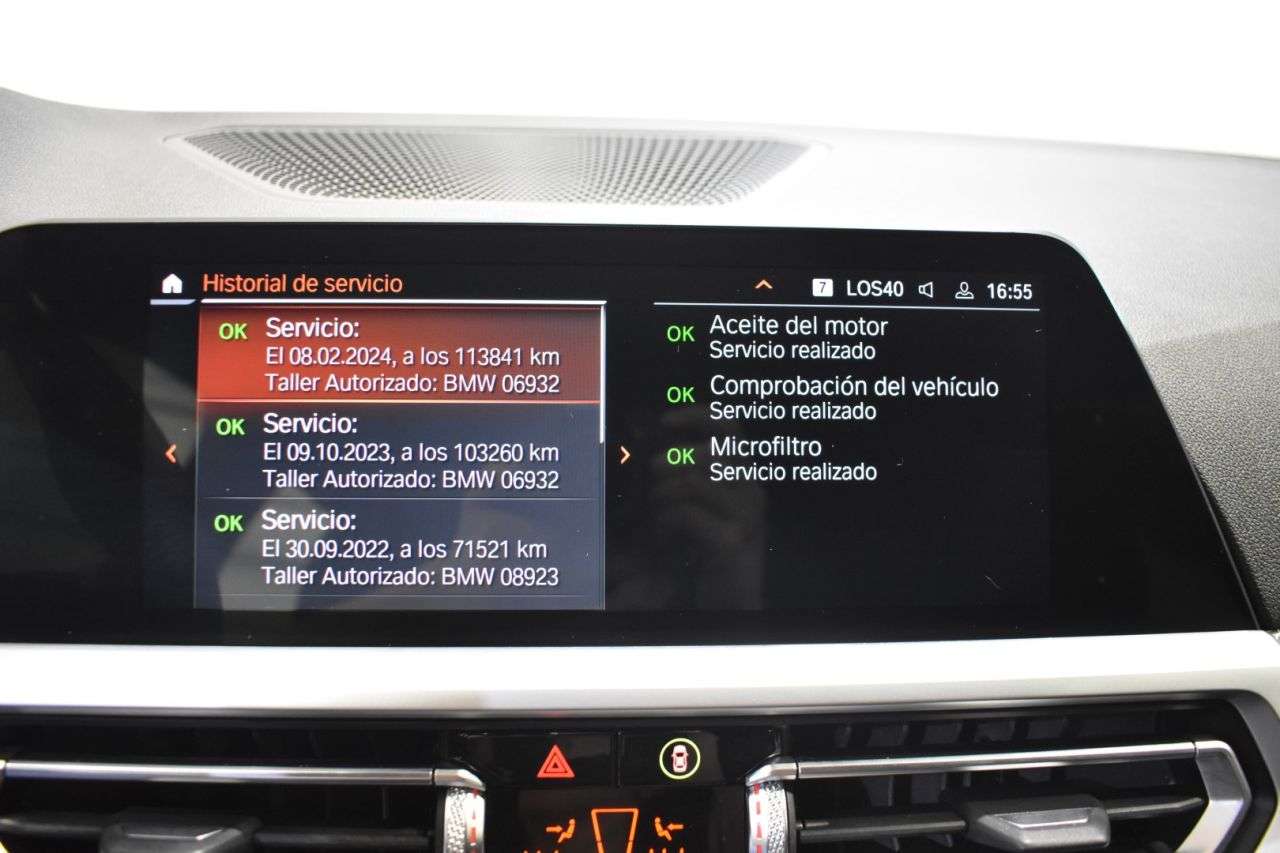 Historial de servicio
7 LOS40 16:55
OK Servicio:
El 08.02.2024, a los 113841 km
Taller Autorizado: BMW 06932
OK Servicio:
El 09.10.2023, a los 103260 km
Taller Autorizado: BMW 06932
OK Servicio:
El 30.09.2022, a los 71521 km
Taller Autorizado: BMW 08923
OK Aceite del motor
Servicio realizado
OK Comprobación del vehículo
Servicio realizado
OK Microfiltro
Servicio realizado